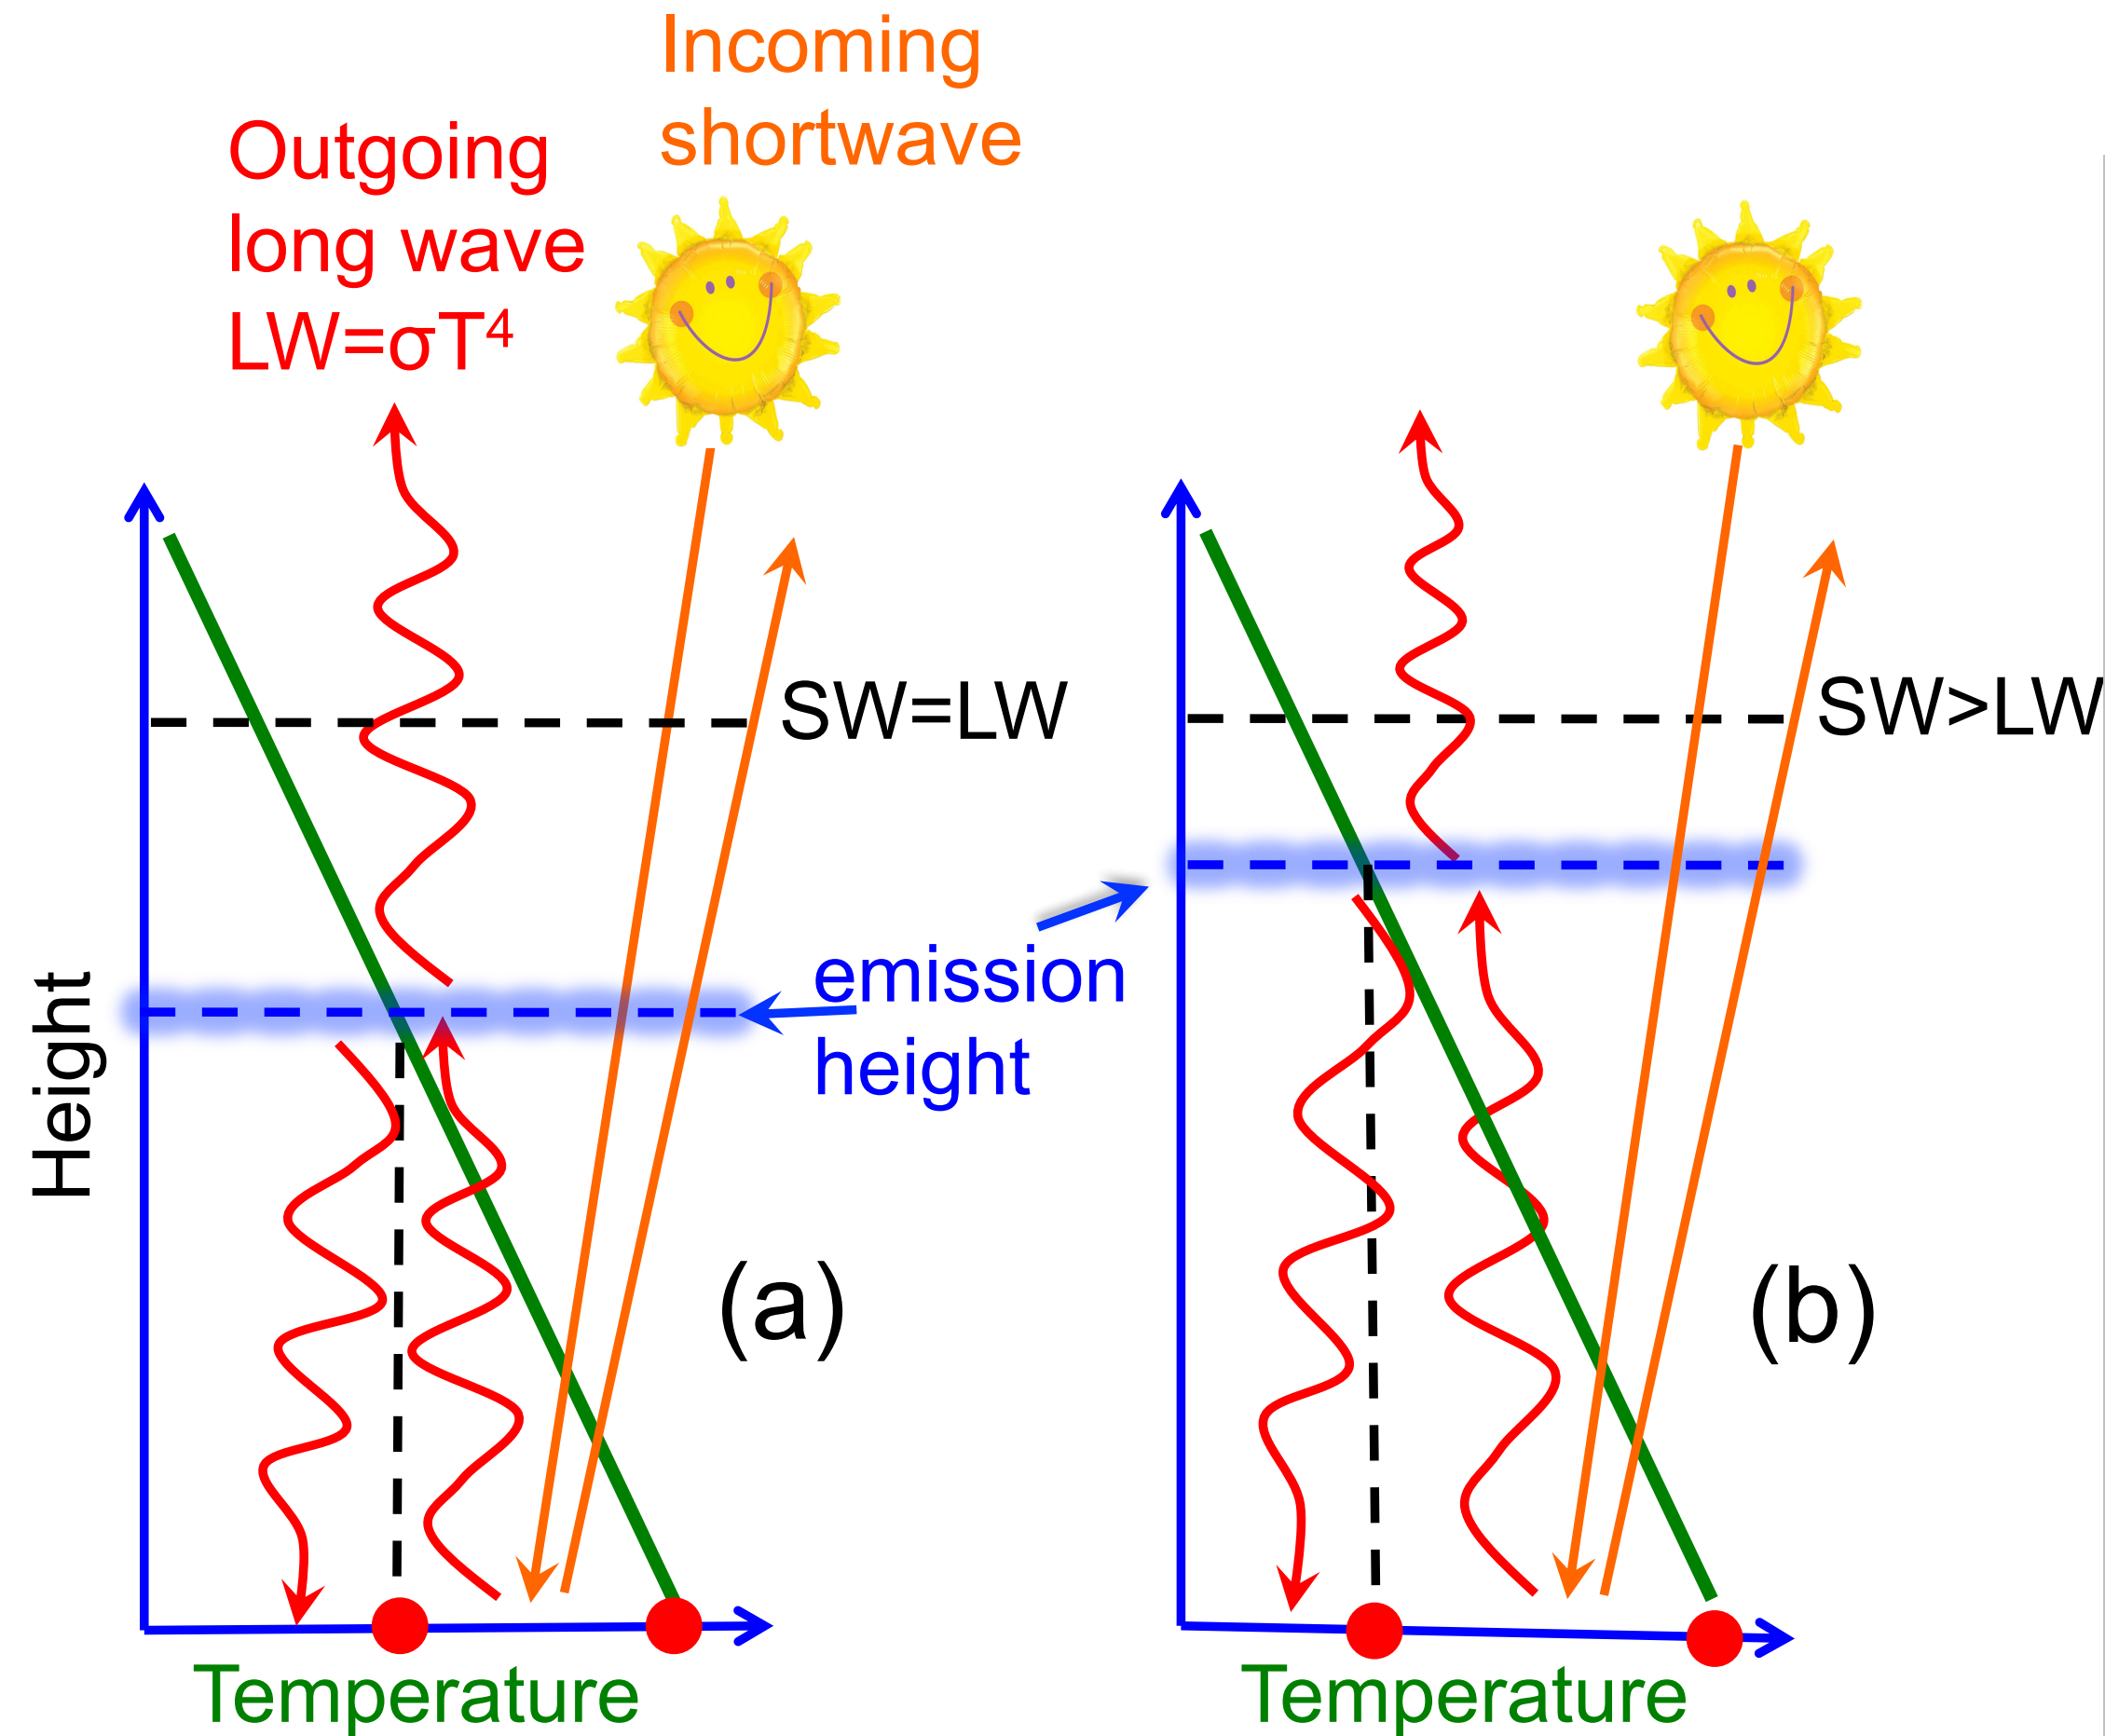 Incoming
shortwave
Outgoing
long wave
LW=σT⁴
SW=LW
SW>LW
emission
height
Height
(a)
(b)
Temperature
Temperature